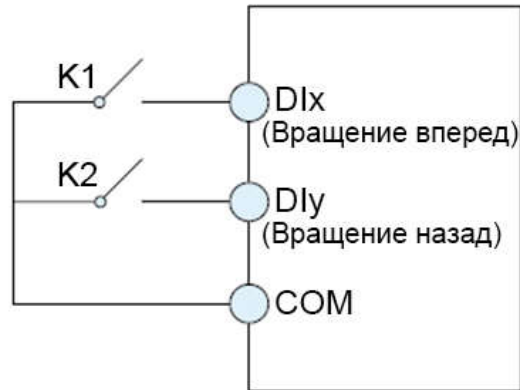 K1
DIx
(Вращение вперед)
K2
DIy
(Вращение назад)
COM